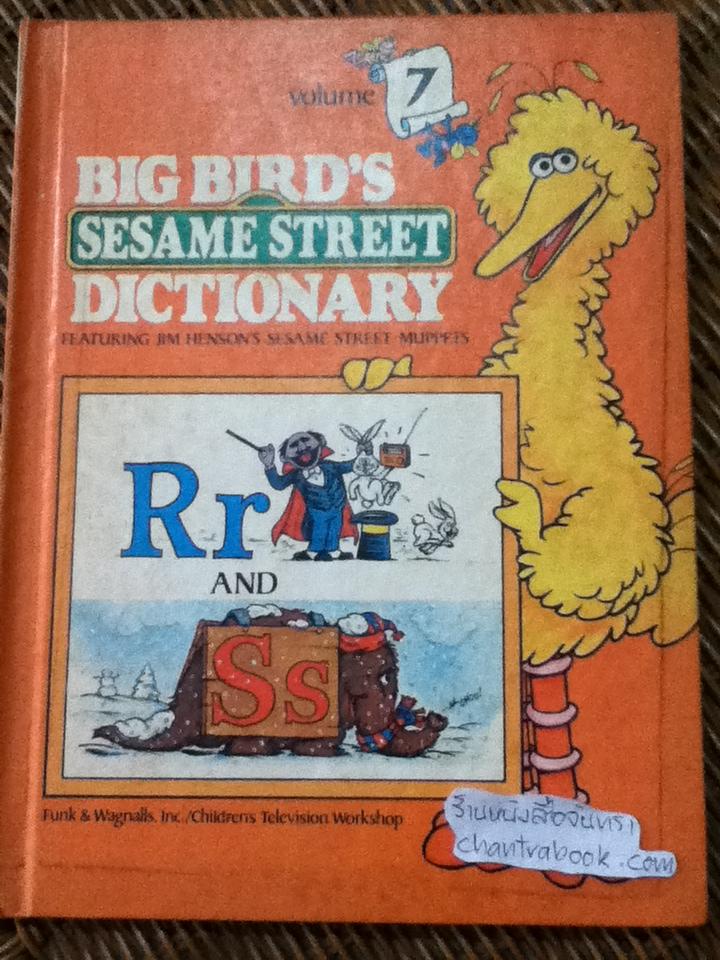 volume 7
BIG BIRD'S
SESAME STREET
DICTIONARY
FEATURING JIM HENSON'S SESAME STREET MUPPETS
Rr
AND
Ss
Funk & Wagnalls, Inc./Children's Television Workshop
ร้านหนังสือจันทรา
chantrabook.com